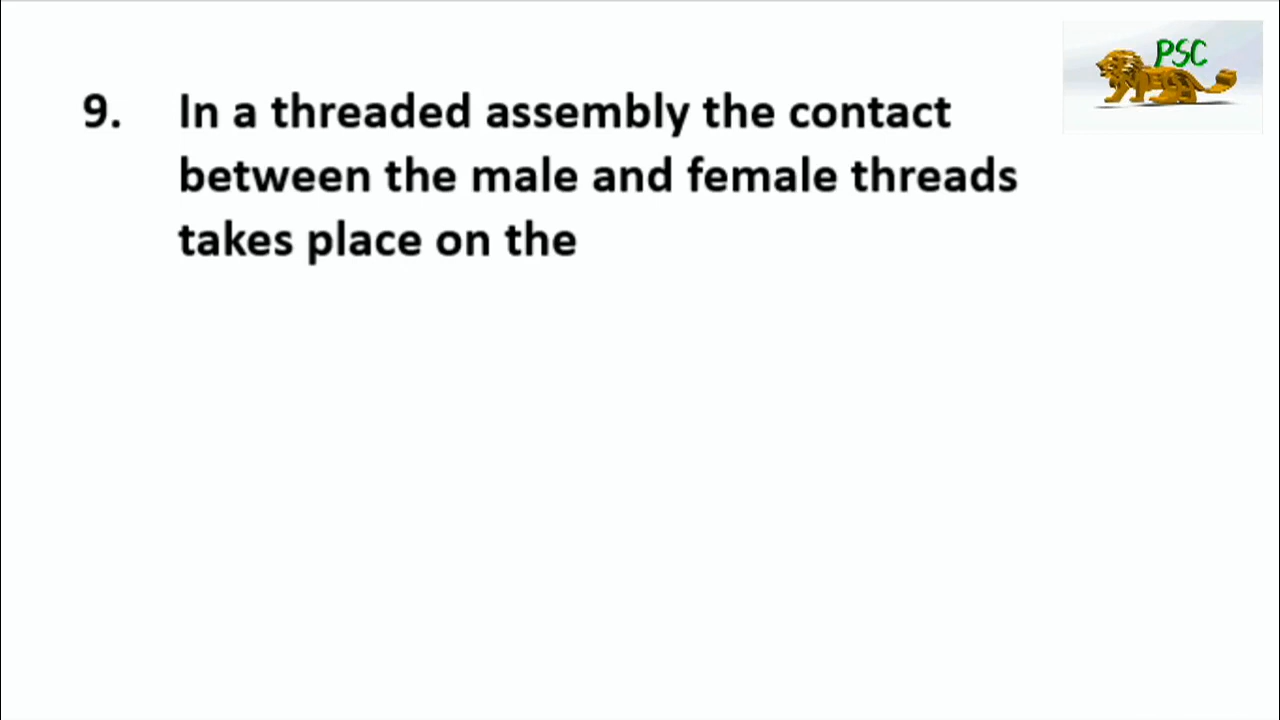 PSC
9. In a threaded assembly the contact
between the male and female threads
takes place on the